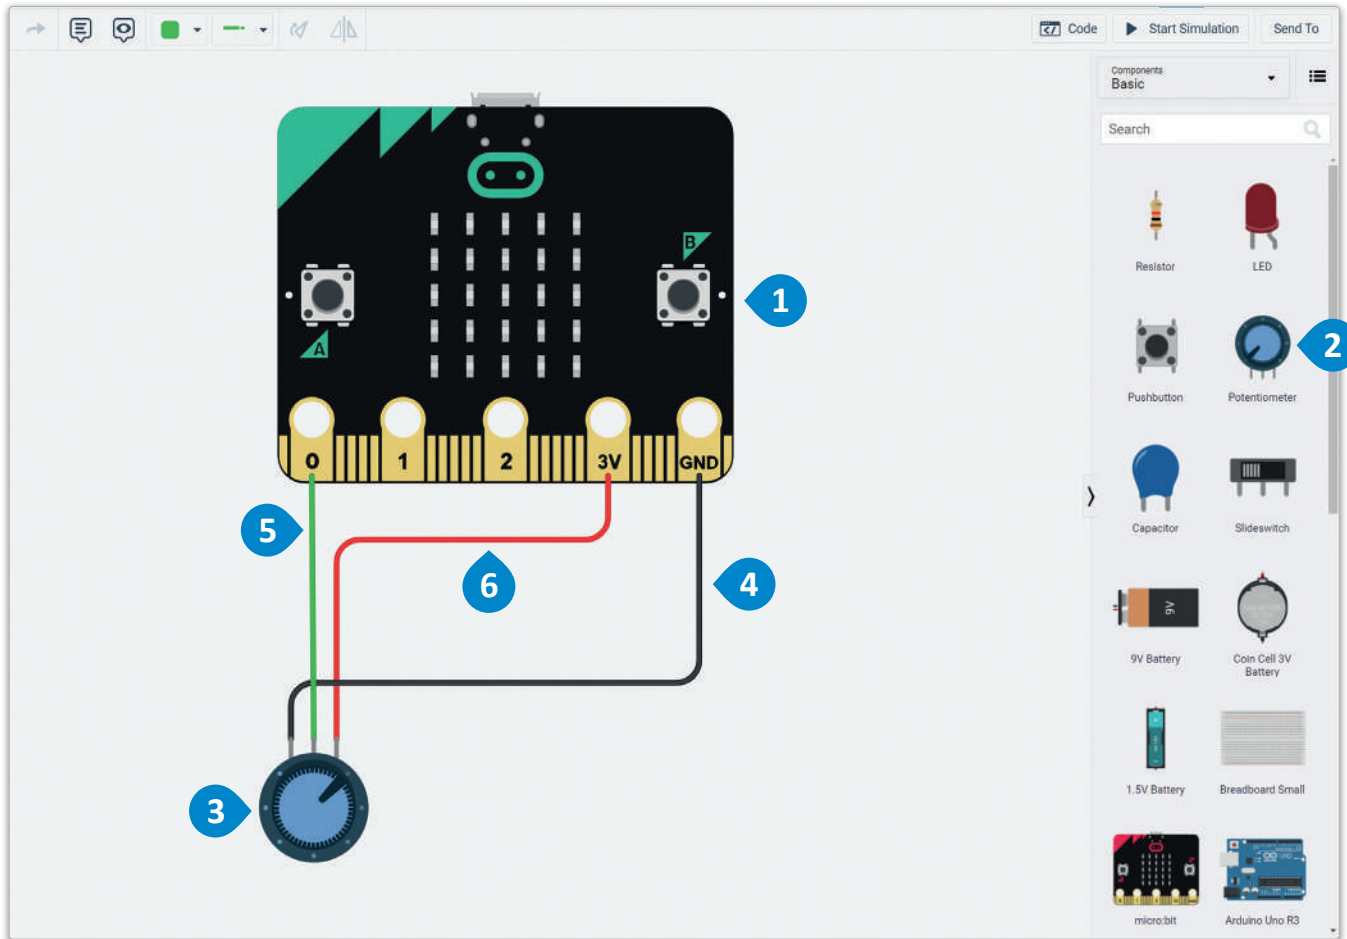 Code
Start Simulation
Send To
Components
Basic
Search
B
A
1
0
1
2
3V
GND
5
6
4
3
Resistor
LED
2
Pushbutton
Potentiometer
Capacitor
Slideswitch
9V
9V Battery
Coin Cell 3V
Battery
1.5V Battery
Breadboard Small
micro:bit
Arduino Uno R3